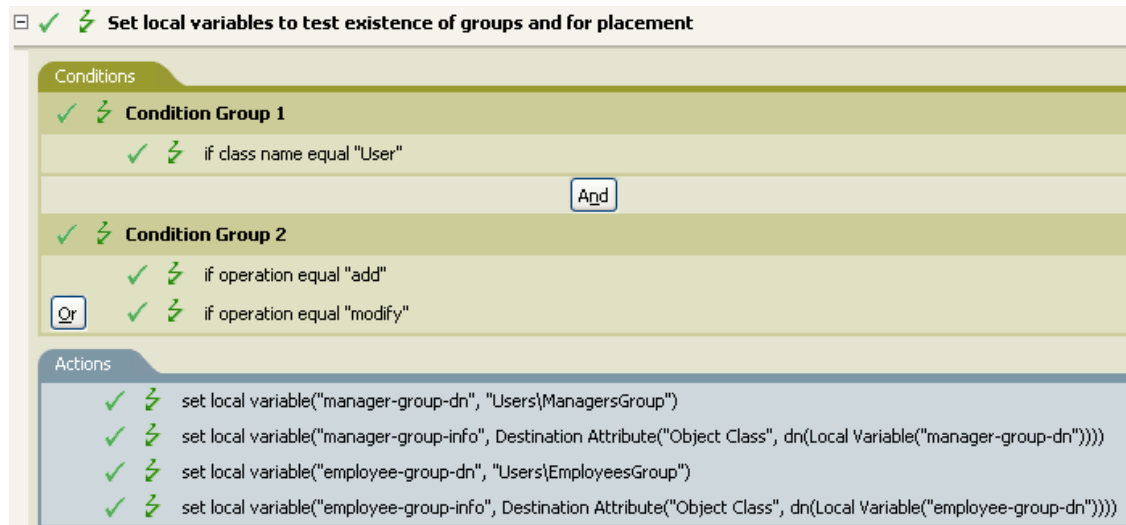 Set local variables to test existence of groups and for placement
Conditions
Condition Group 1
if class name equal "User"
And
Condition Group 2
if operation equal "add"
Or if operation equal "modify"
Actions
set local variable("manager-group-dn", "Users\ManagersGroup")
set local variable("manager-group-info", Destination Attribute("Object Class", dn(Local Variable("manager-group-dn"))))
set local variable("employee-group-dn", "Users\EmployeesGroup")
set local variable("employee-group-info", Destination Attribute("Object Class", dn(Local Variable("employee-group-dn"))))